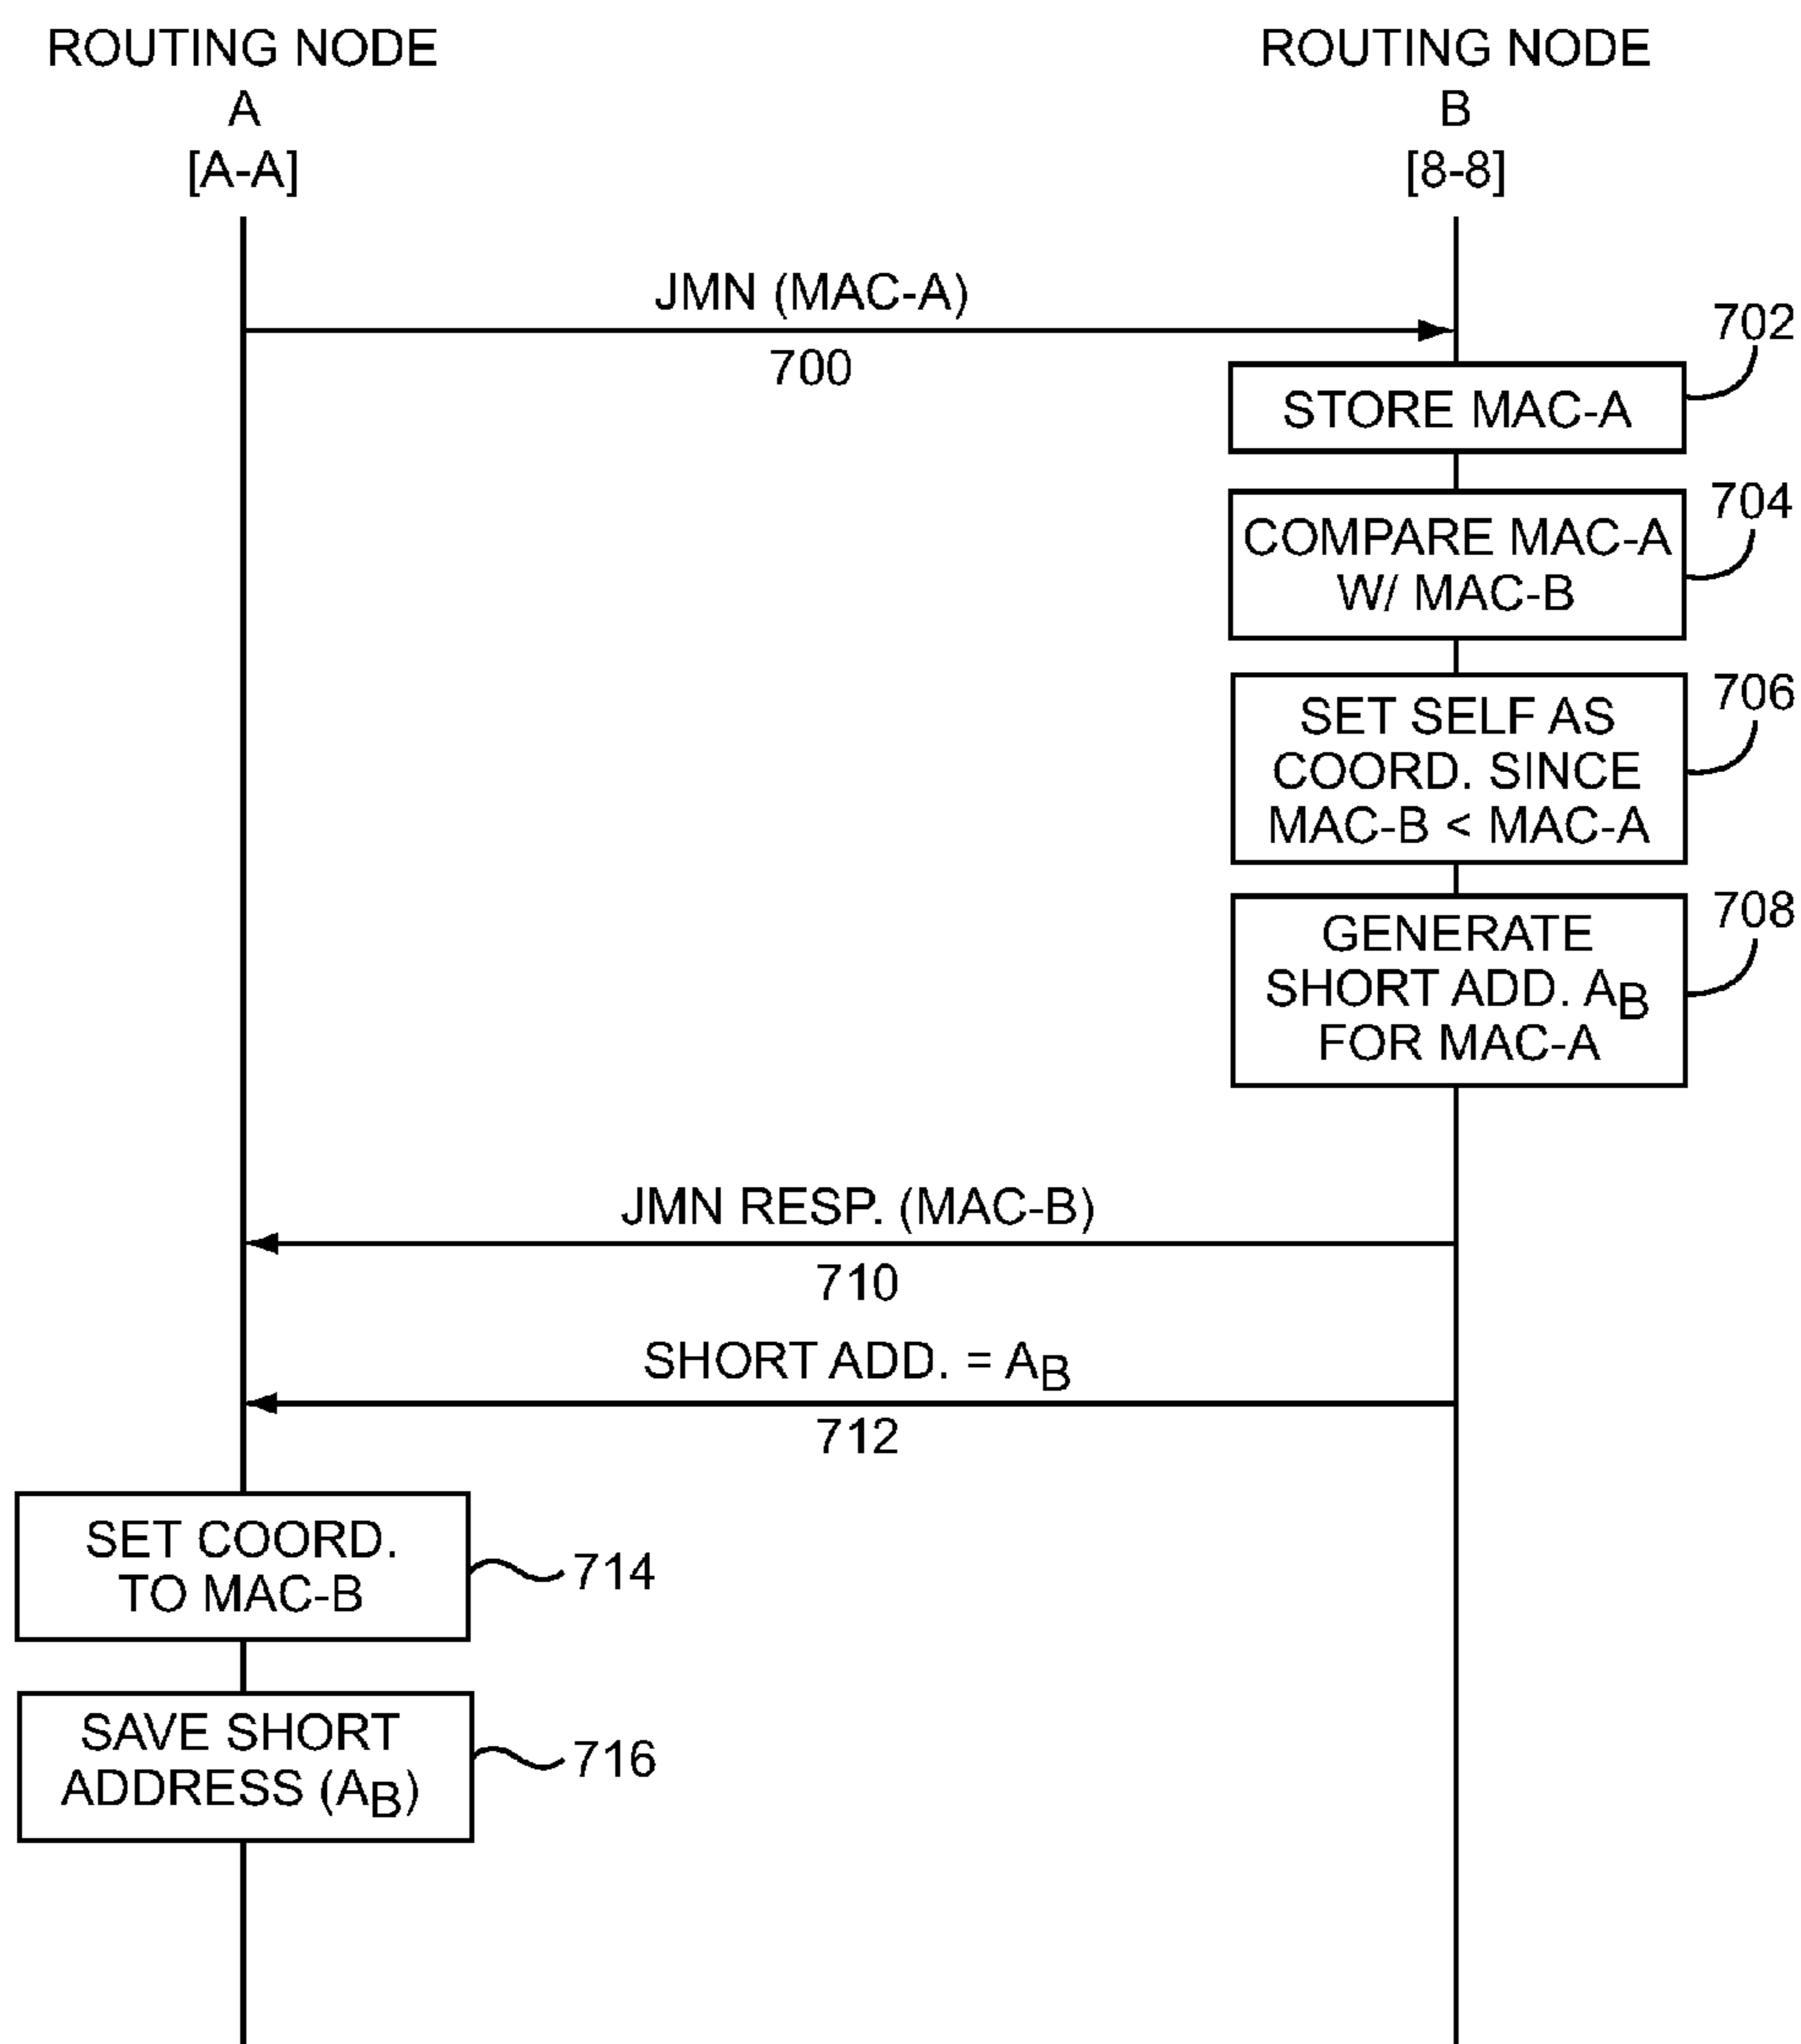 ROUTING NODE
A
[A-A]
ROUTING NODE
B
[8-8]
JMN (MAC-A)
700
702
STORE MAC-A
704
COMPARE MAC-A
W/ MAC-B
706
SET SELF AS
COORD. SINCE
MAC-B < MAC-A
708
GENERATE
SHORT ADD. AB
FOR MAC-A
JMN RESP. (MAC-B)
710
SHORT ADD. = AB
712
SET COORD.
TO MAC-B
714
SAVE SHORT
ADDRESS (AB)
716